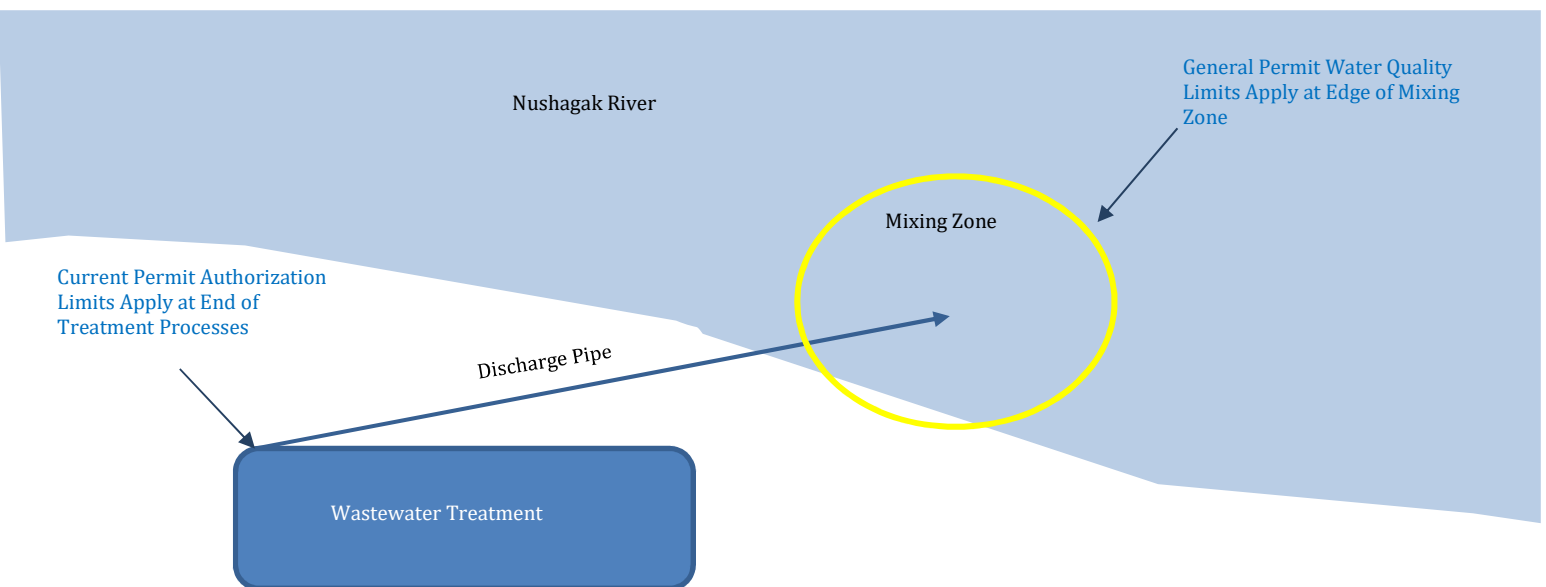 Nushagak River
General Permit Water Quality
Limits Apply at Edge of Mixing
Zone
Mixing Zone
Current Permit Authorization
Limits Apply at End of
Treatment Processes
Discharge Pipe
Wastewater Treatment